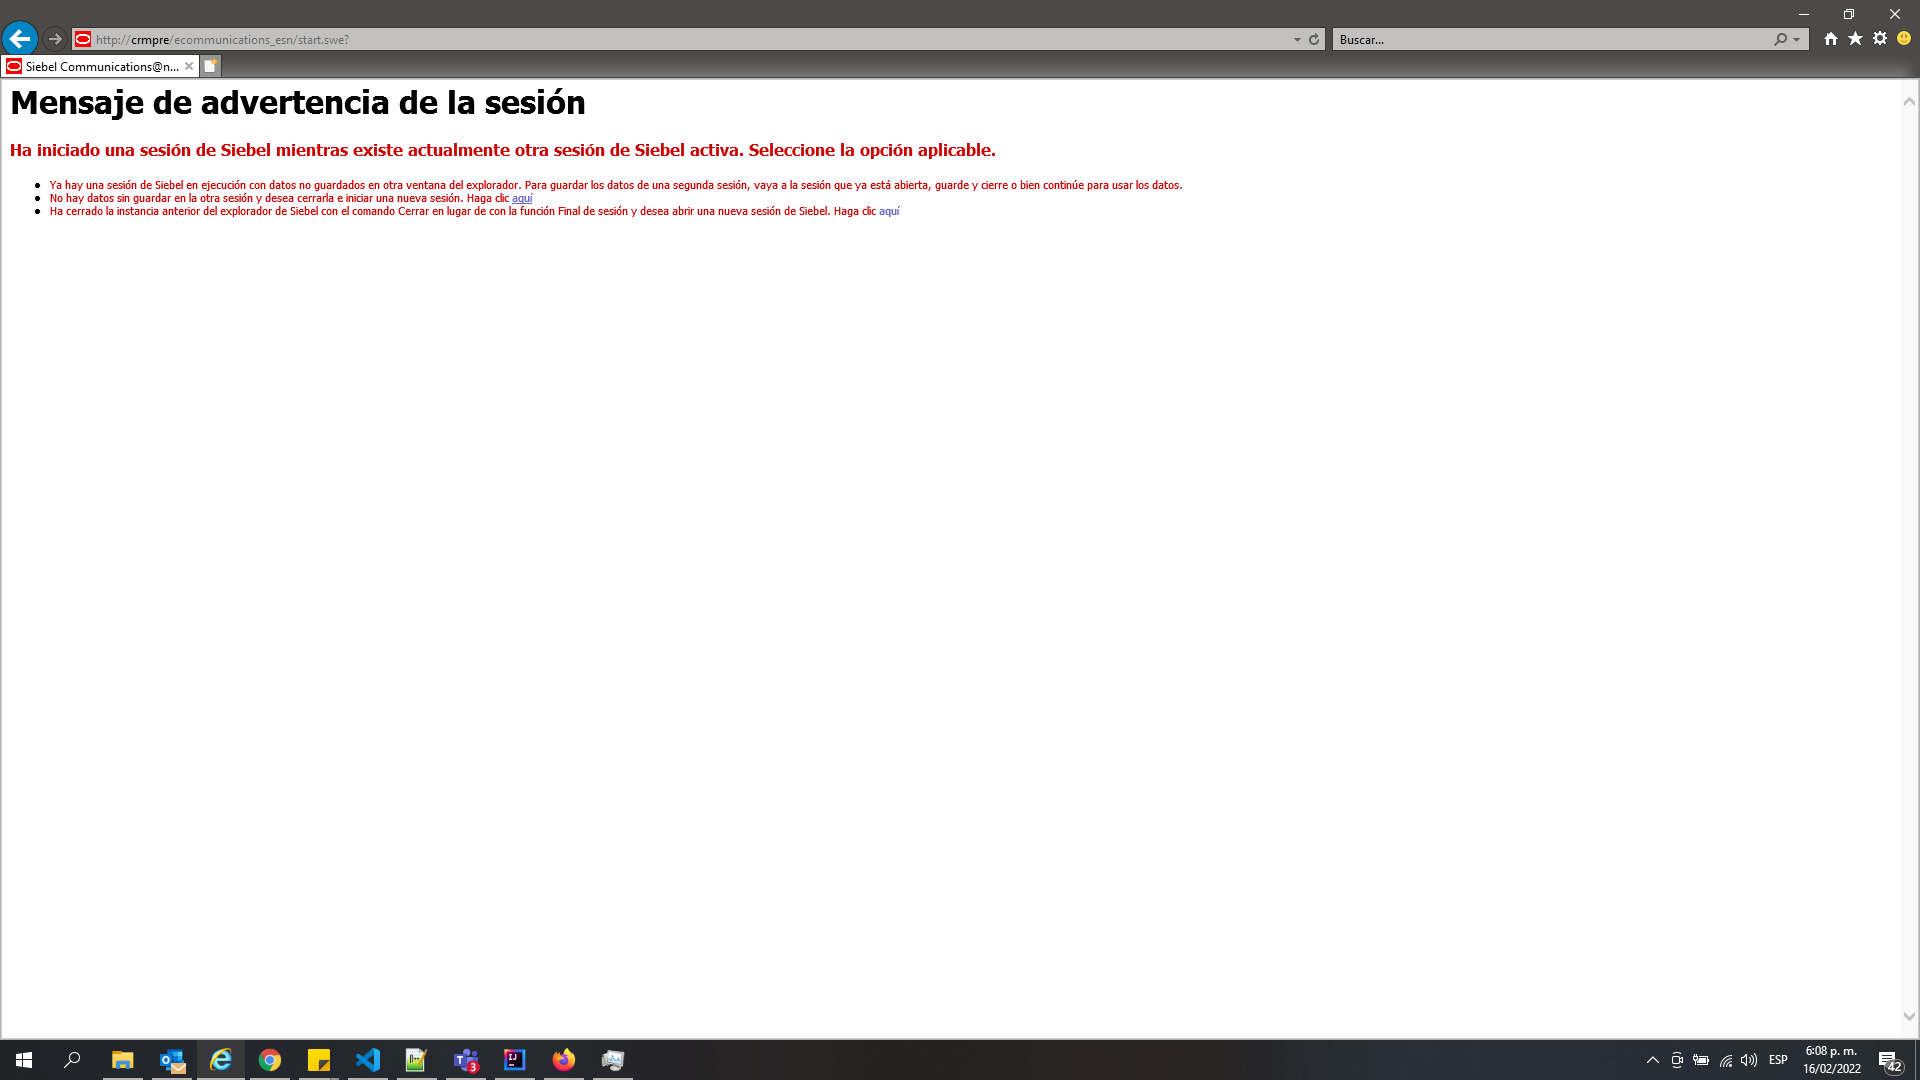 http://crmpre/ecommunications_esn/start.swe?
Buscar...
Siebel Communications@n...
Mensaje de advertencia de la sesión
Ha iniciado una sesión de Siebel mientras existe actualmente otra sesión de Siebel activa. Seleccione la opción aplicable.
Ya hay una sesión de Siebel en ejecución con datos no guardados en otra ventana del explorador. Para guardar los datos de una segunda sesión, vaya a la sesión que ya está abierta, guarde y cierre o bien continúe para usar los datos.
No hay datos sin guardar en la otra sesión y desea cerrarla e iniciar una nueva sesión. Haga clic aquí
Ha cerrado la instancia anterior del explorador de Siebel con el comando Cerrar en lugar de con la función Final de sesión y desea abrir una nueva sesión de Siebel. Haga clic aquí
3
ESP
6:08 p. m.
16/02/2022
42